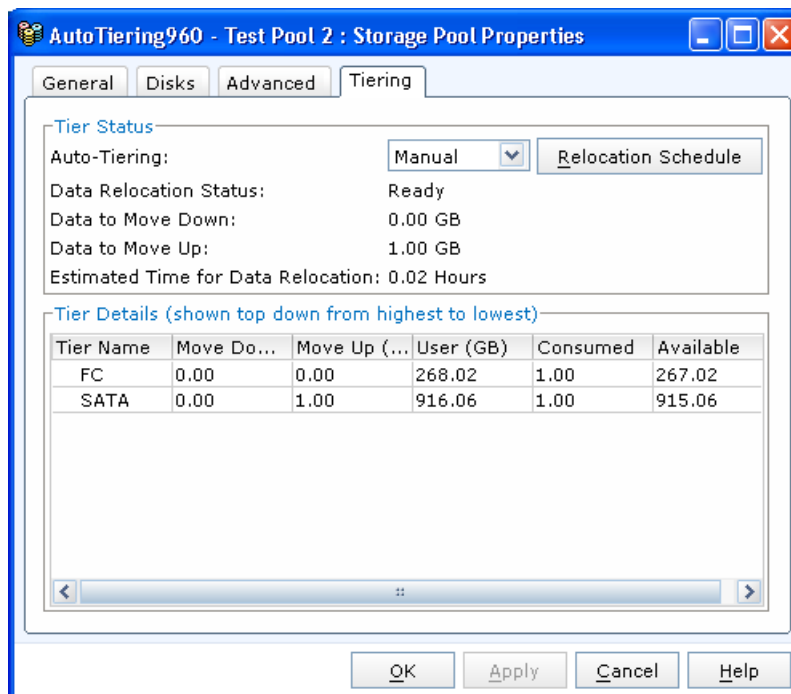 AutoTiering960 - Test Pool 2 : Storage Pool Properties
General Disks Advanced Tiering
Tier Status
Auto-Tiering: Manual Relocation Schedule
Data Relocation Status: Ready
Data to Move Down: 0.00 GB
Data to Move Up: 1.00 GB
Estimated Time for Data Relocation: 0.02 Hours
Tier Details (shown top down from highest to lowest)
Tier Name Move Do... Move Up (... User (GB) Consumed Available
FC 0.00 0.00 268.02 1.00 267.02
SATA 0.00 1.00 916.06 1.00 915.06
OK Apply Cancel Help